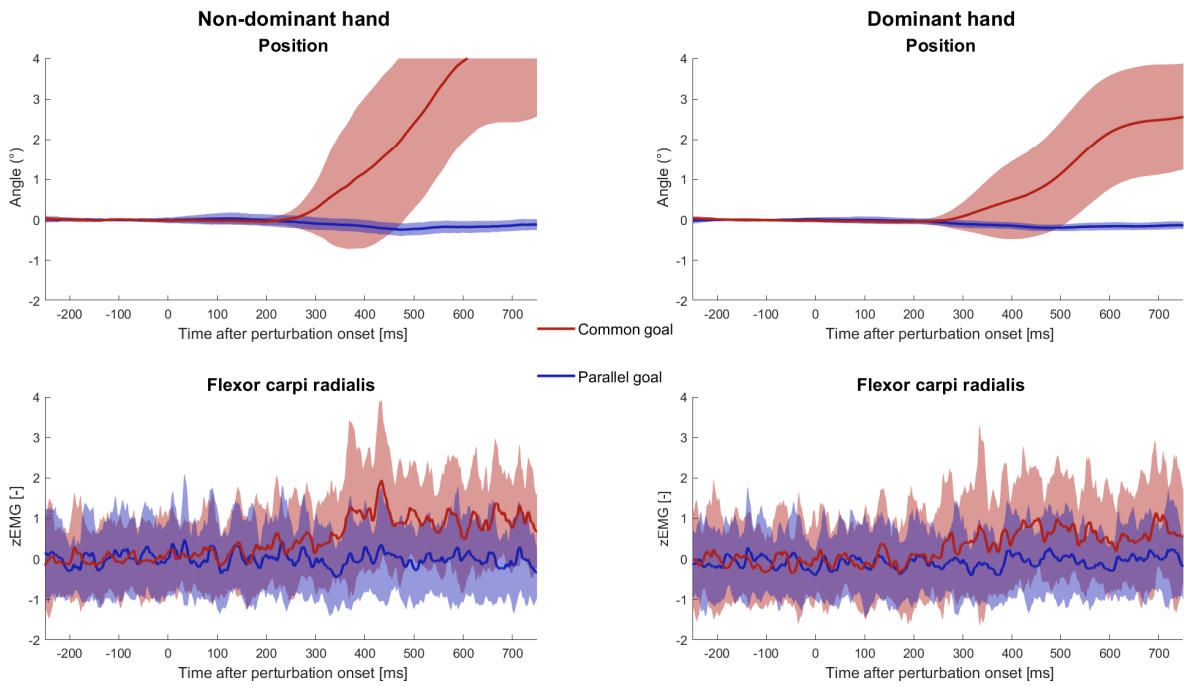 Non-dominant hand
Position
4
3
2
1
0
-1
-2
Angle (°)
-200 -100 0 100 200 300 400 500 600 700
Time after perturbation onset [ms]
Dominant hand
Position
4
3
2
1
0
-1
-2
Angle (°)
-200 -100 0 100 200 300 400 500 600 700
Time after perturbation onset [ms]
Common goal
Parallel goal
Flexor carpi radialis
4
3
2
1
0
-1
-2
zEMG [-]
-200 -100 0 100 200 300 400 500 600 700
Time after perturbation onset [ms]
Flexor carpi radialis
4
3
2
1
0
-1
-2
zEMG [-]
-200 -100 0 100 200 300 400 500 600 700
Time after perturbation onset [ms]